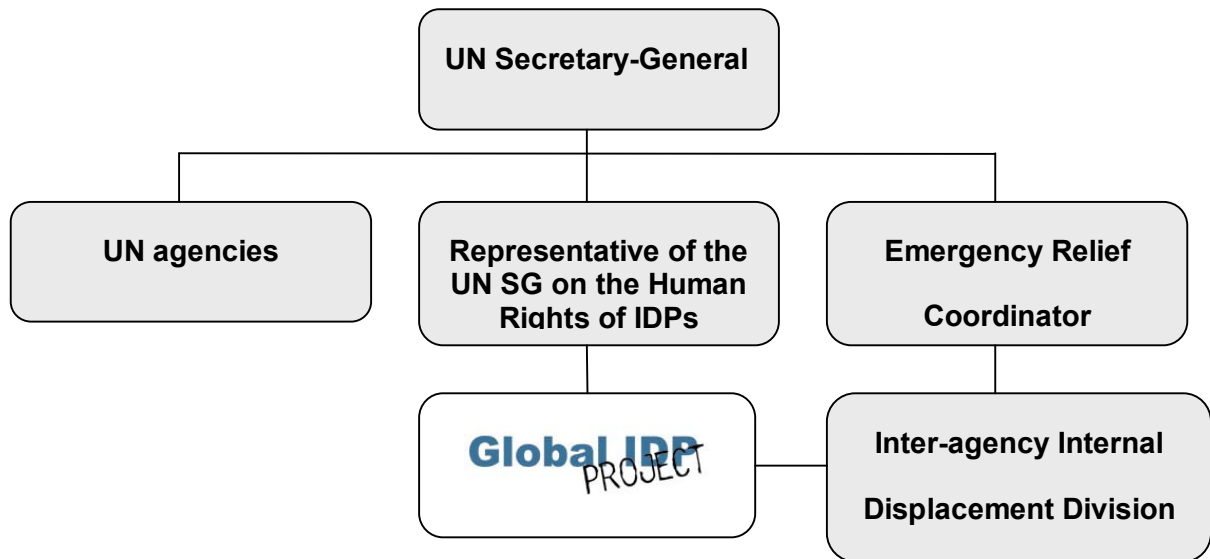 UN Secretary-General
UN agencies
Representative of the
UN SG on the Human
Rights of IDPs
Emergency Relief
Coordinator
Global IDP
PROJECT
Inter-agency Internal
Displacement Division